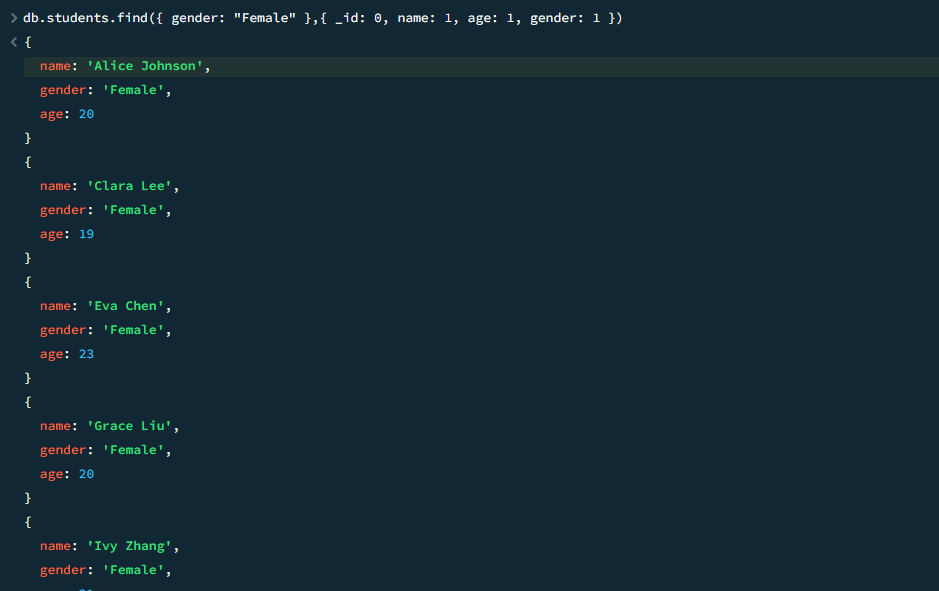 > db.students.find({ gender: "Female" },{ _id: 0, name: 1, age: 1, gender: 1 })
< {
name: 'Alice Johnson',
gender: 'Female',
age: 20
}
{
name: 'Clara Lee',
gender: 'Female',
age: 19
}
{
name: 'Eva Chen',
gender: 'Female',
age: 23
}
{
name: 'Grace Liu',
gender: 'Female',
age: 20
}
{
name: 'Ivy Zhang',
gender: 'Female',